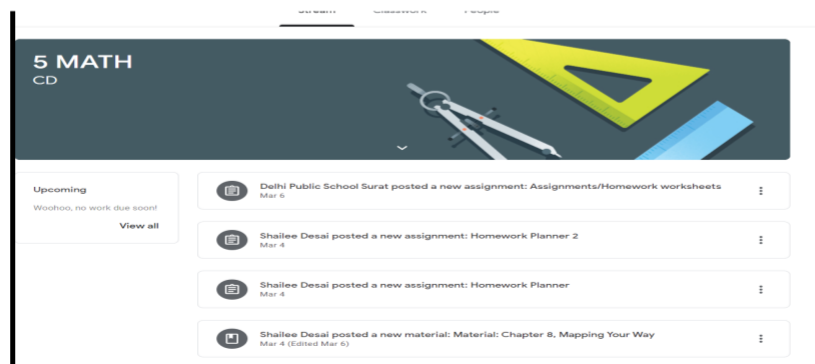 Stream Classwork People
5 MATH
CD
Upcoming
Woohoo, no work due soon!
View all
Delhi Public School Surat posted a new assignment: Assignments/Homework worksheets
Mar 6
Shailee Desai posted a new assignment: Homework Planner 2
Mar 4
Shailee Desai posted a new assignment: Homework Planner
Mar 4
Shailee Desai posted a new material: Material: Chapter 8, Mapping Your Way
Mar 4 (Edited Mar 6)